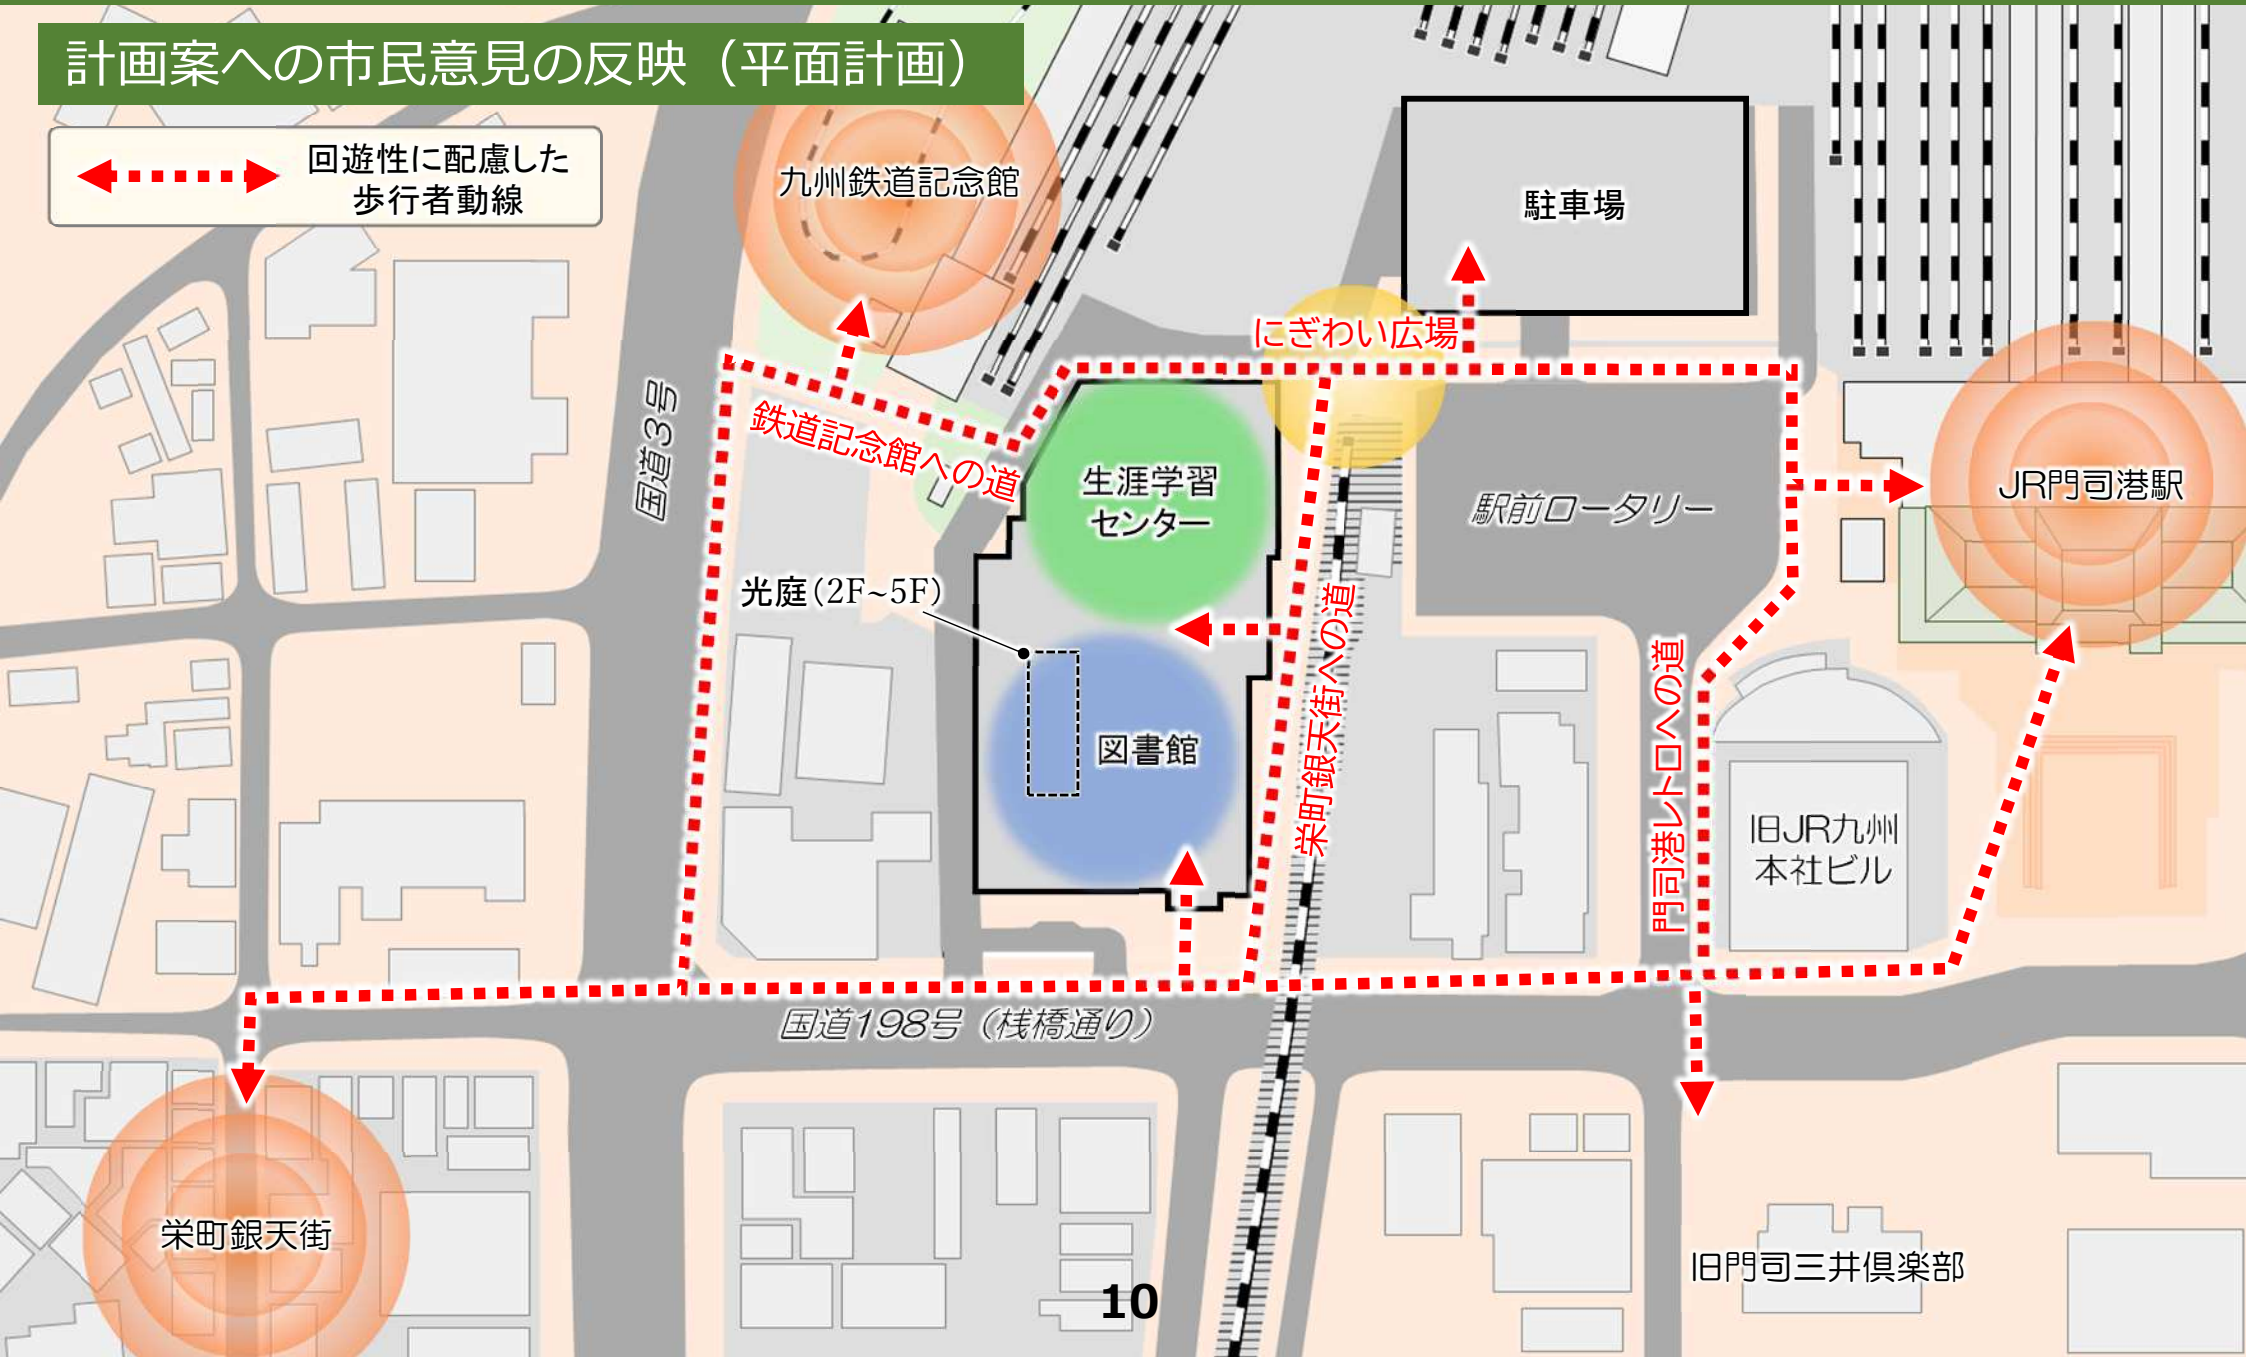 計画案への市民意見の反映（平面計画）
回遊性に配慮した
歩行者動線
九州鉄道記念館
駐車場
にぎわい広場
国道3号
鉄道記念館への道
生涯学習
センター
駅前ロータリー
JR門司港駅
光庭(2F~5F)
栄町銀天街への道
門司港レトロへの道
図書館
旧JR九州
本社ビル
国道198号（桟橋通り）
栄町銀天街
旧門司三井倶楽部
10